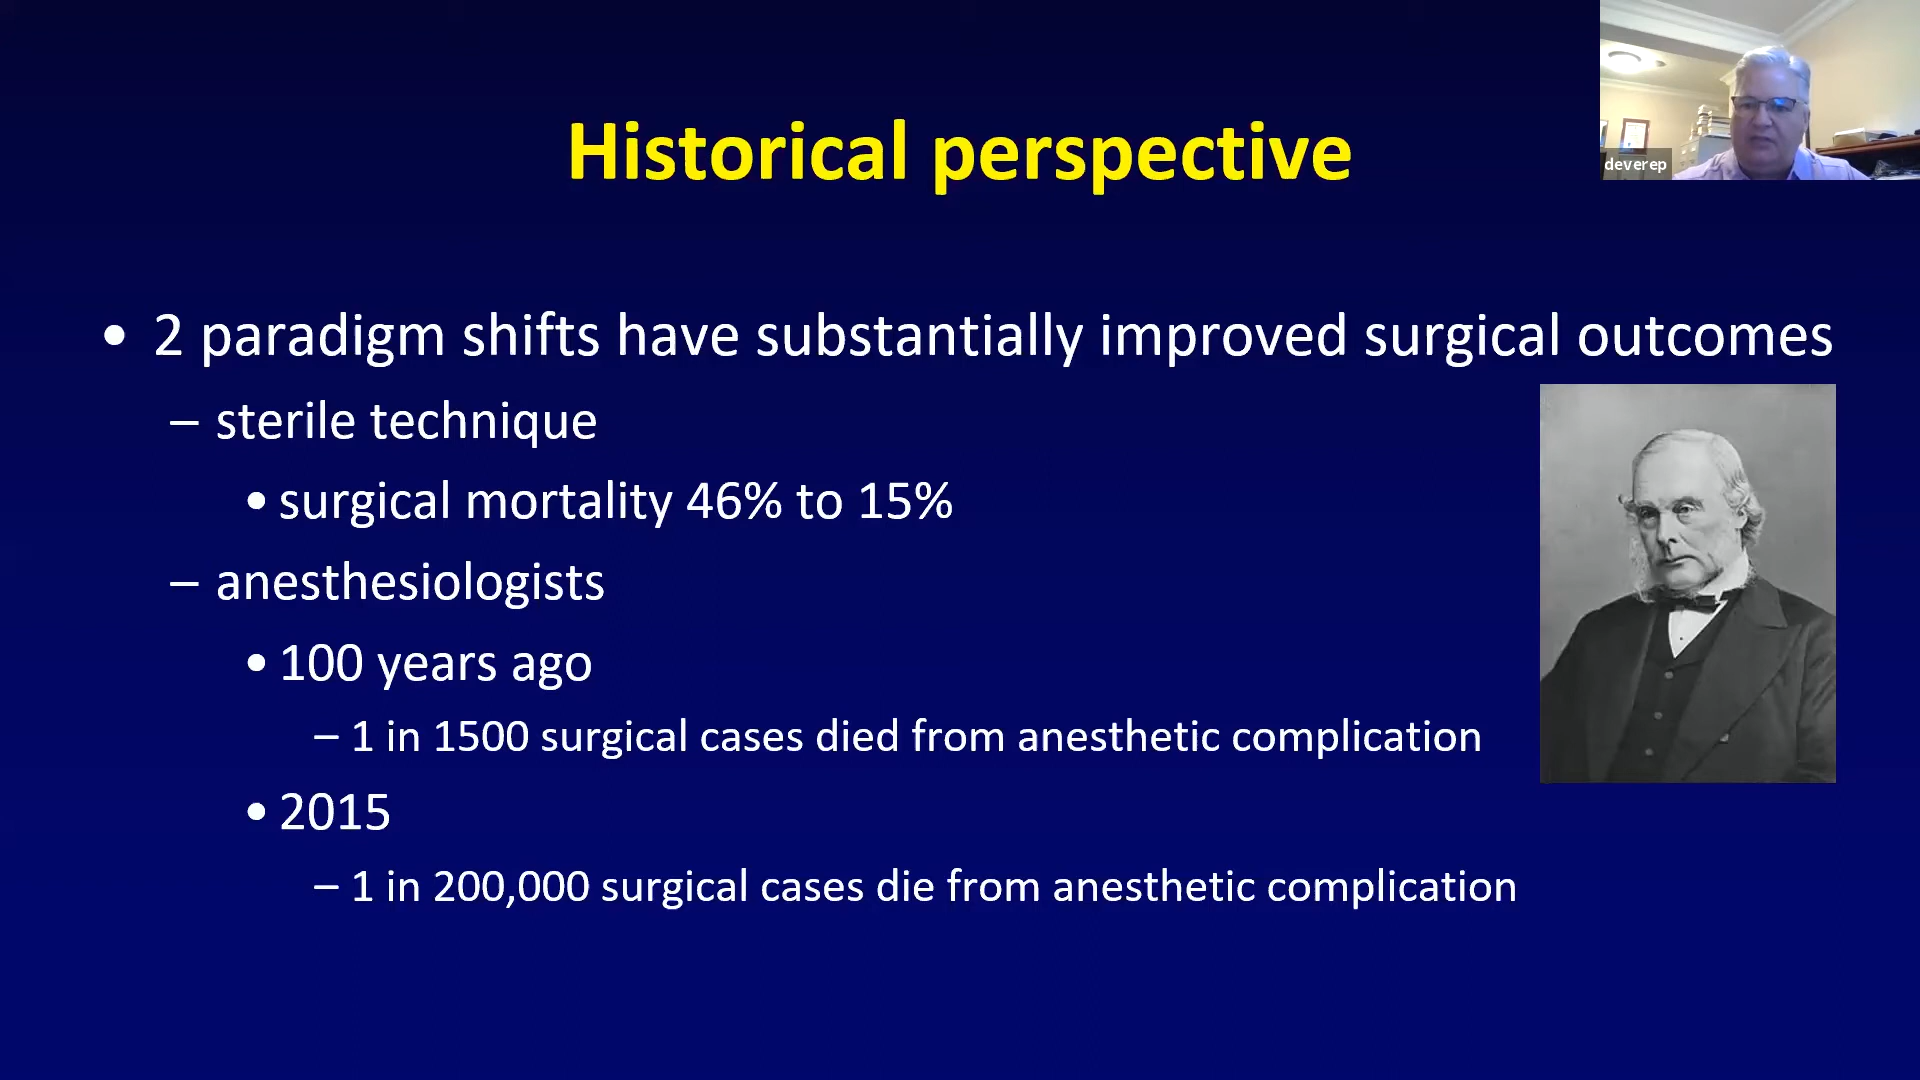 Historical perspective
deverep
• 2 paradigm shifts have substantially improved surgical outcomes
– sterile technique
• surgical mortality 46% to 15%
– anesthesiologists
• 100 years ago
– 1 in 1500 surgical cases died from anesthetic complication
• 2015
– 1 in 200,000 surgical cases die from anesthetic complication